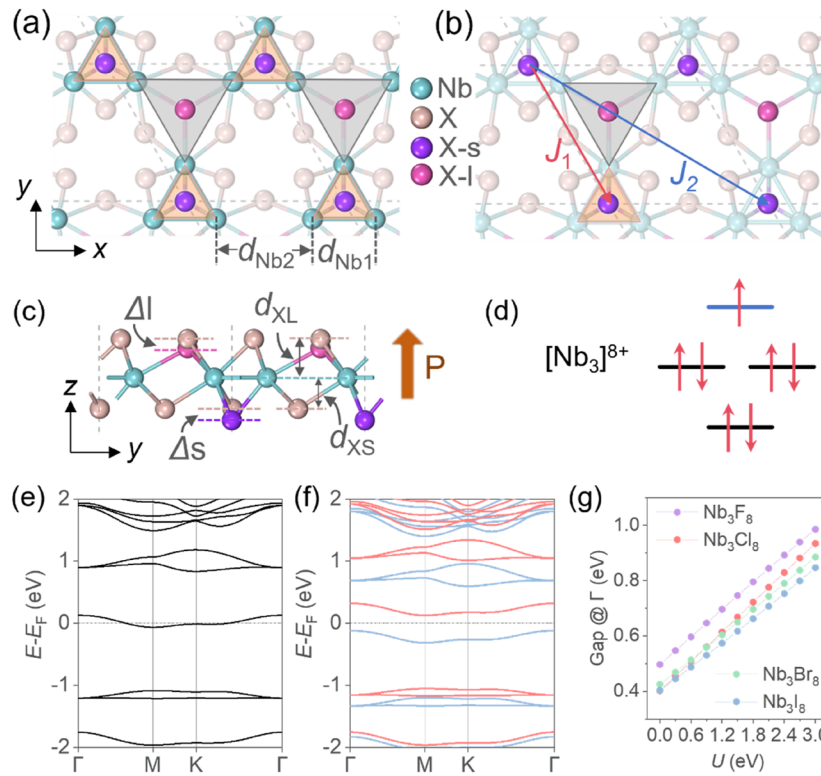 (a)
(b)
Nb
X
X-s
X-l
J1
J2
y
x
dNb2
dNb1
(c)
Δl
dXL
P
z
y
Δs
dXS
(d)
[Nb3]8+
(e)
(f)
(g)
E-EF (eV)
2
1
0
-1
-2
Γ
M
K
Γ
E-EF (eV)
2
1
0
-1
-2
Γ
M
K
Γ
Gap @ Γ (eV)
1.0
0.8
0.6
0.4
Nb3F8
Nb3Cl8
Nb3Br8
Nb3I8
0.0 0.6 1.2 1.8 2.4 3.0
U (eV)